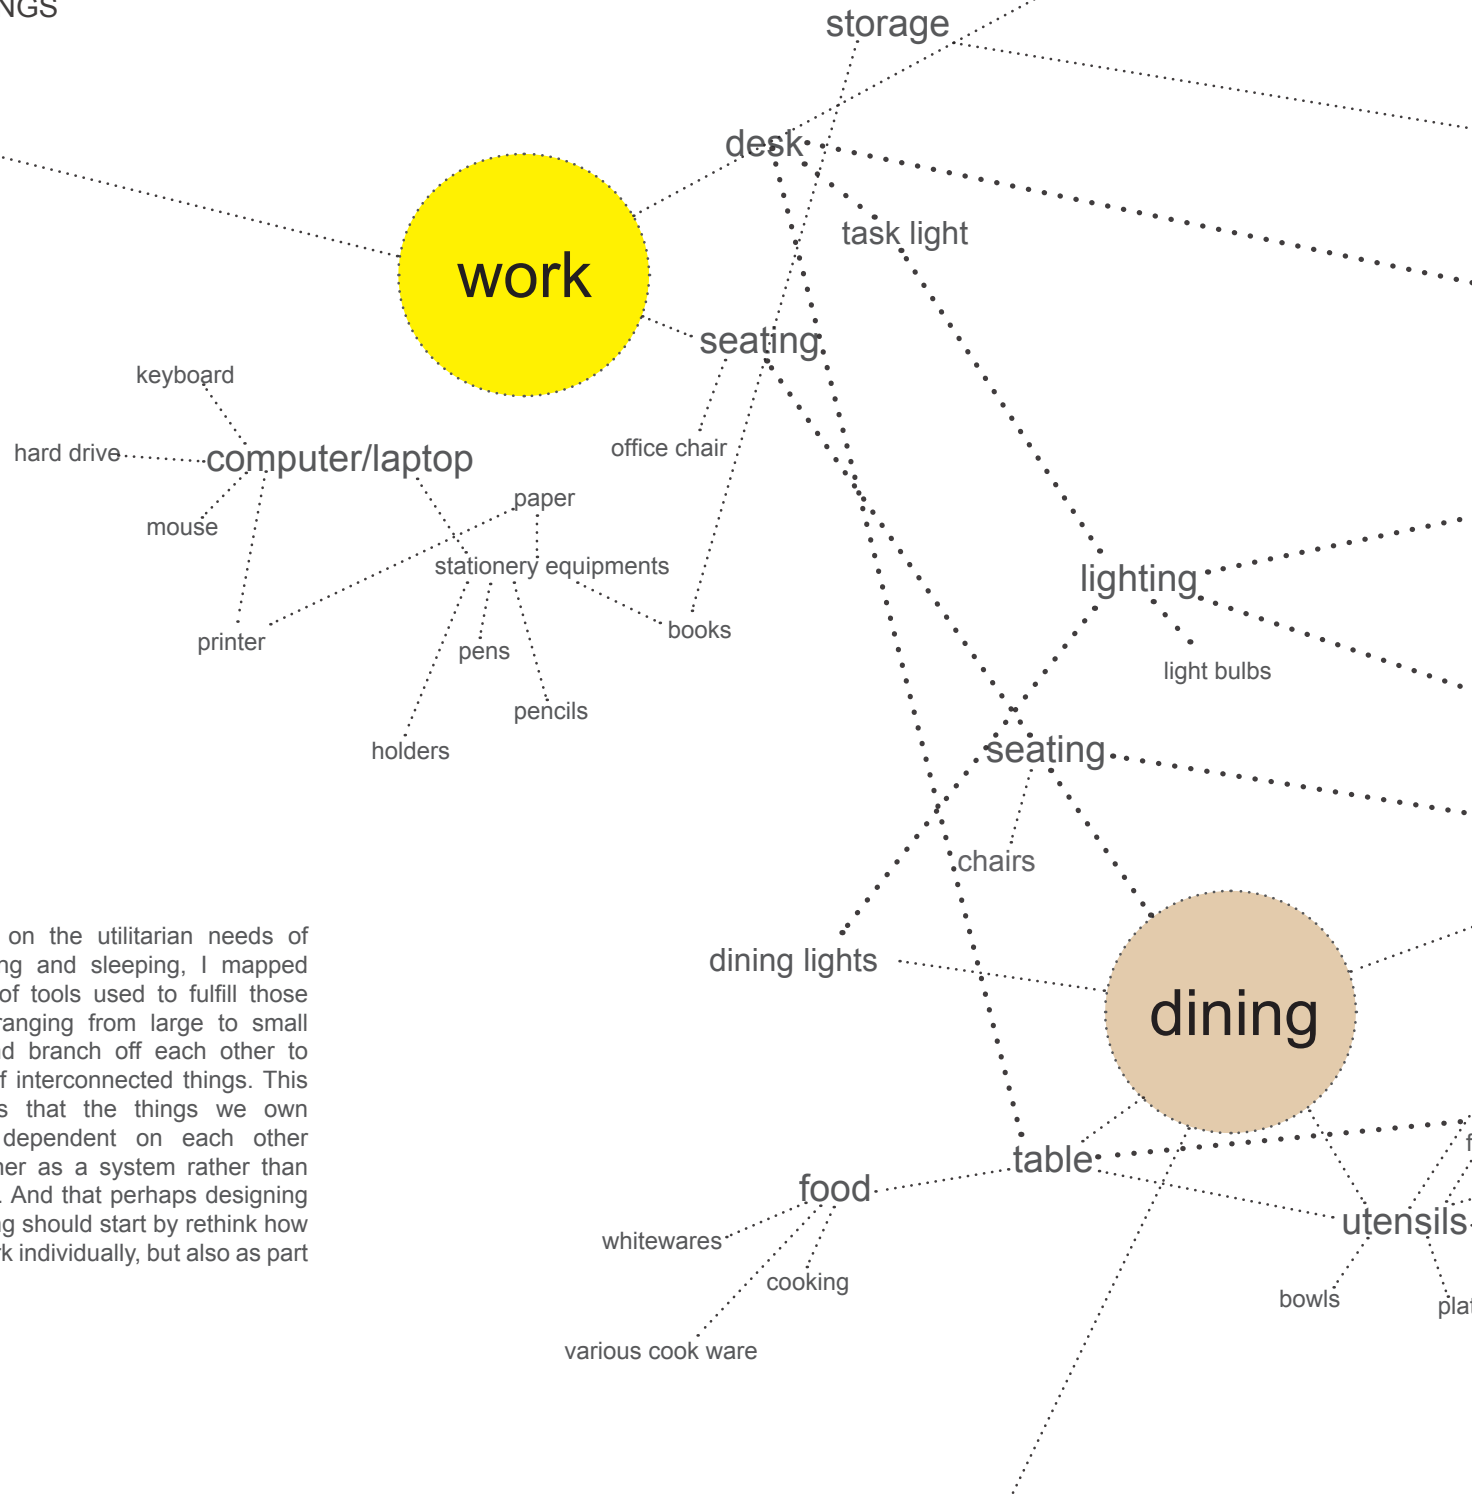 NGS
storage
desk
task light
work
seating
keyboard
hard drive
computer/laptop
office chair
mouse
paper
stationery equipments
lighting
printer
pens
books
light bulbs
pencils
holders
seating
chairs
on the utilitarian needs of
ng and sleeping, I mapped
of tools used to fulfill those
ranging from large to small
d branch off each other to
f interconnected things. This
s that the things we own
dependent on each other
er as a system rather than
. And that perhaps designing
g should start by rethink how
rk individually, but also as part
dining lights
dining
table
food
utensils
whitewares
cooking
bowls
plat
various cook ware